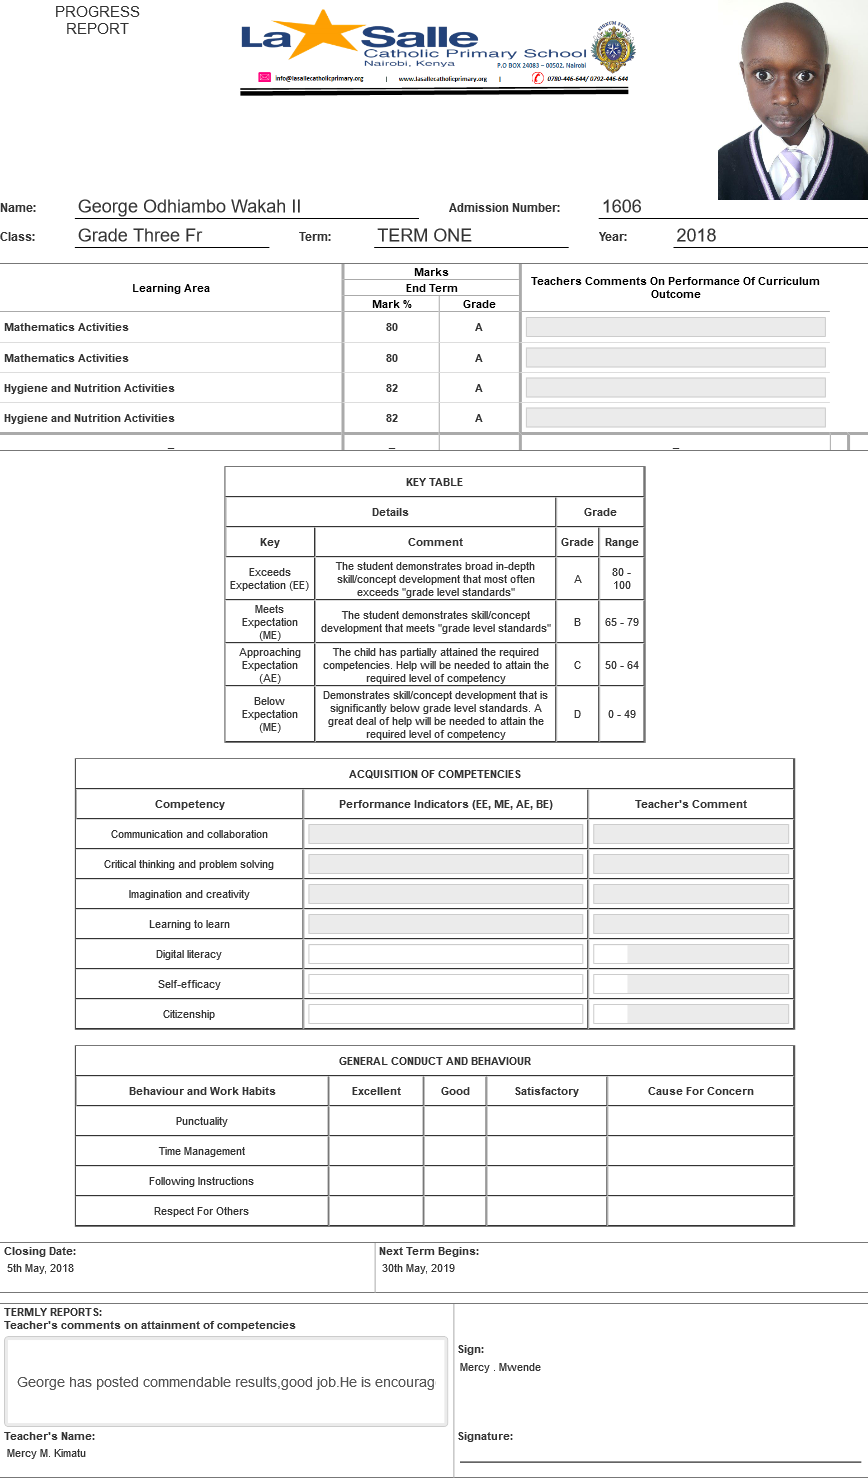 PROGRESS
REPORT
La Salle
Catholic Primary School
Nairobi, Kenya
P.O BOX 24083 – 00502, Nairobi
info@lasallecatholicprimary.org | www.lasallecatholicprimary.org | 0780-446-644/ 0792-446-644
Name: George Odhiambo Wakah II Admission Number: 1606
Class: Grade Three Fr Term: TERM ONE Year: 2018
Learning Area Marks Teachers Comments On Performance Of Curriculum Outcome
End Term
Mark % Grade
Mathematics Activities 80 A
Mathematics Activities 80 A
Hygiene and Nutrition Activities 82 A
Hygiene and Nutrition Activities 82 A
_ _ _
KEY TABLE
Details Grade
Key Comment Grade Range
Exceeds Expectation (EE) The student demonstrates broad in-depth skill/concept development that most often exceeds "grade level standards" A 80 - 100
Meets Expectation (ME) The student demonstrates skill/concept development that meets "grade level standards" B 65 - 79
Approaching Expectation (AE) The child has partially attained the required competencies. Help will be needed to attain the required level of competency C 50 - 64
Below Expectation (ME) Demonstrates skill/concept development that is significantly below grade level standards. A great deal of help will be needed to attain the required level of competency D 0 - 49
ACQUISITION OF COMPETENCIES
Competency Performance Indicators (EE, ME, AE, BE) Teacher's Comment
Communication and collaboration
Critical thinking and problem solving
Imagination and creativity
Learning to learn
Digital literacy
Self-efficacy
Citizenship
GENERAL CONDUCT AND BEHAVIOUR
Behaviour and Work Habits Excellent Good Satisfactory Cause For Concern
Punctuality
Time Management
Following Instructions
Respect For Others
Closing Date: Next Term Begins:
5th May, 2018 30th May, 2019
TERMLY REPORTS:
Teacher's comments on attainment of competencies
Sign:
Mercy . Mwende
George has posted commendable results,good job.He is encourag
Teacher's Name: Signature:
Mercy M. Kimatu